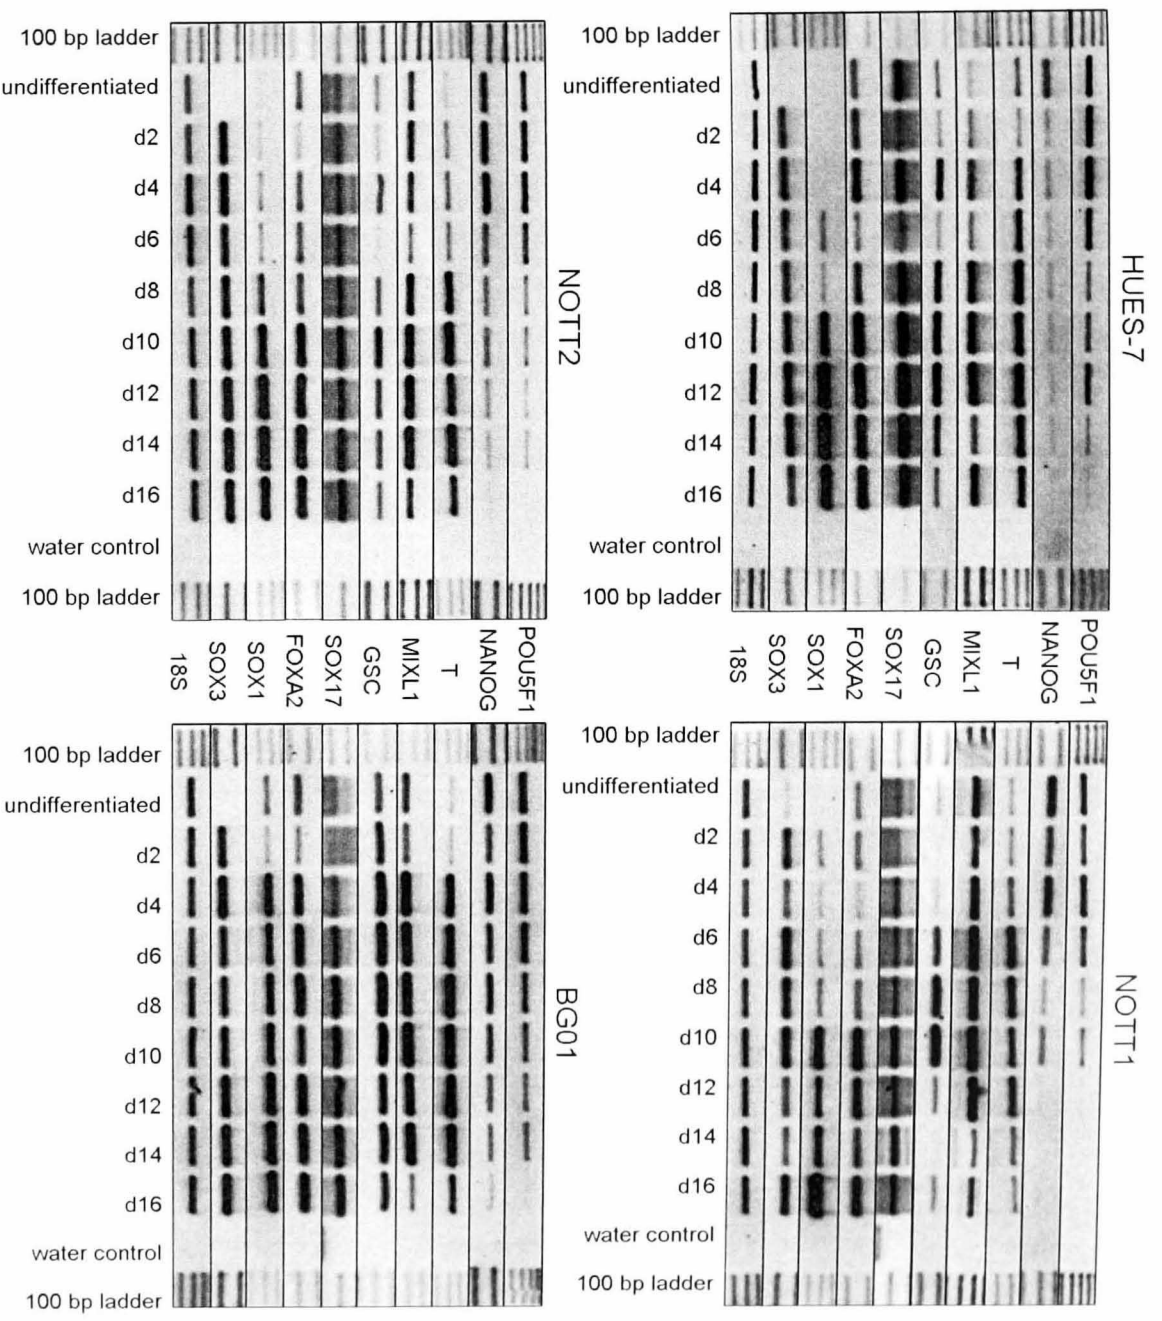 100 bp ladder
undifferentiated
d2
d4
d6
d8
d10
d12
d14
d16
water control
100 bp ladder
NOTT2
100 bp ladder
undifferentiated
d2
d4
d6
d8
d10
d12
d14
d16
water control
100 bp ladder
HUES-7
18S
SOX3
SOX1
FOXA2
SOX17
GSC
MIXL1
T
NANOG
POU5F1
18S
SOX3
SOX1
FOXA2
SOX17
GSC
MIXL1
T
NANOG
POU5F1
100 bp ladder
undifferentiated
d2
d4
d6
d8
d10
d12
d14
d16
water control
100 bp ladder
BG01
100 bp ladder
undifferentiated
d2
d4
d6
d8
d10
d12
d14
d16
water control
100 bp ladder
NOTT1